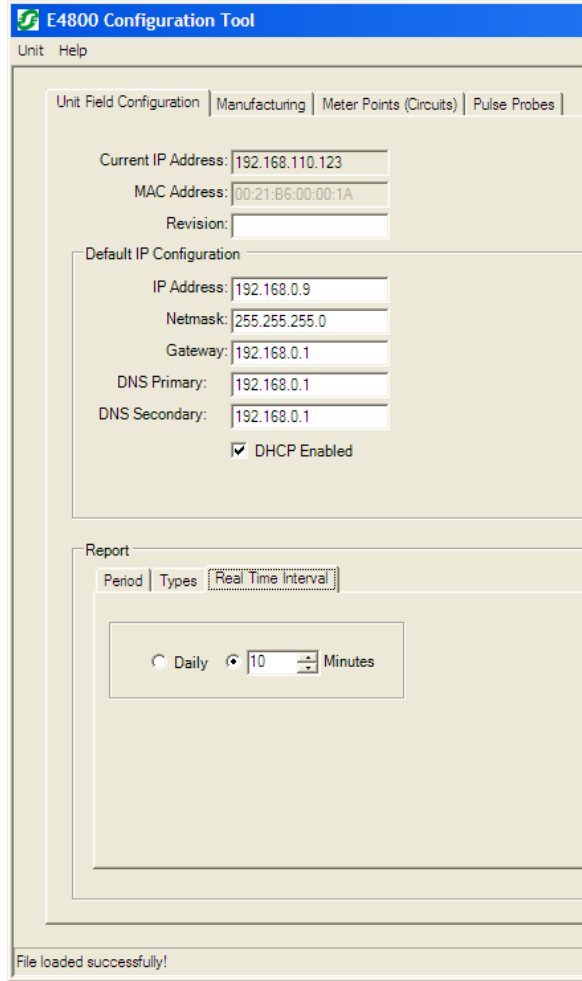 E4800 Configuration Tool
Unit Help
Unit Field Configuration Manufacturing Meter Points (Circuits) Pulse Probes
Current IP Address: 192.168.110.123
MAC Address: 00:21:B6:00:00:1A
Revision:
Default IP Configuration
IP Address: 192.168.0.9
Netmask: 255.255.255.0
Gateway: 192.168.0.1
DNS Primary: 192.168.0.1
DNS Secondary: 192.168.0.1
DHCP Enabled
Report
Period Types Real Time Interval
Daily 10 Minutes
File loaded successfully!